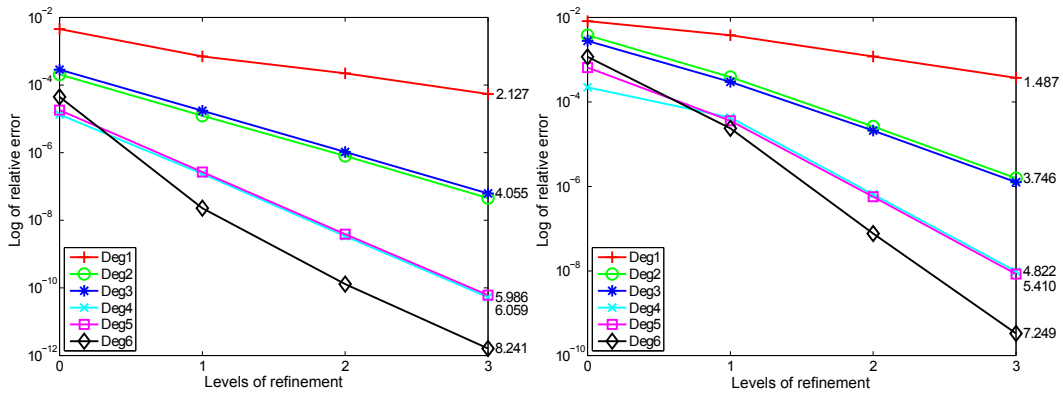 10^-2
10^-4
10^-6
10^-8
10^-10
10^-12
Log of relative error
0 1 2 3
Levels of refinement
2.127
4.055
5.986
6.059
8.241
Deg1
Deg2
Deg3
Deg4
Deg5
Deg6
10^-2
10^-4
10^-6
10^-8
10^-10
Log of relative error
0 1 2 3
Levels of refinement
1.487
3.746
4.822
5.410
7.249
Deg1
Deg2
Deg3
Deg4
Deg5
Deg6